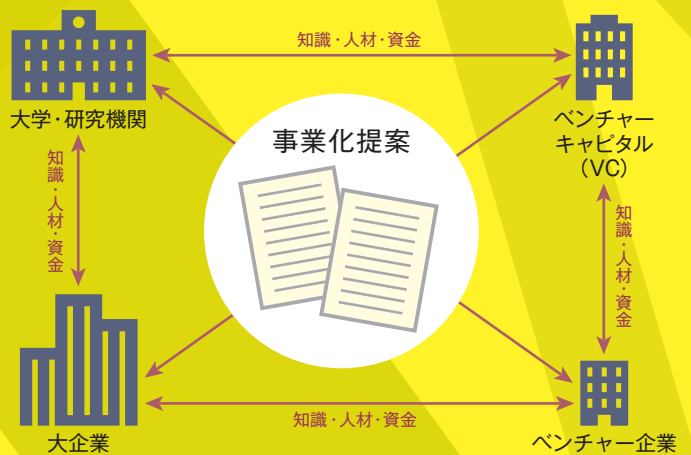 知識・人材・資金
大学・研究機関
ベンチャー
キャピタル
（VC）
事業化提案
知識・人材・資金
知識・人材・資金
大企業
知識・人材・資金
ベンチャー企業